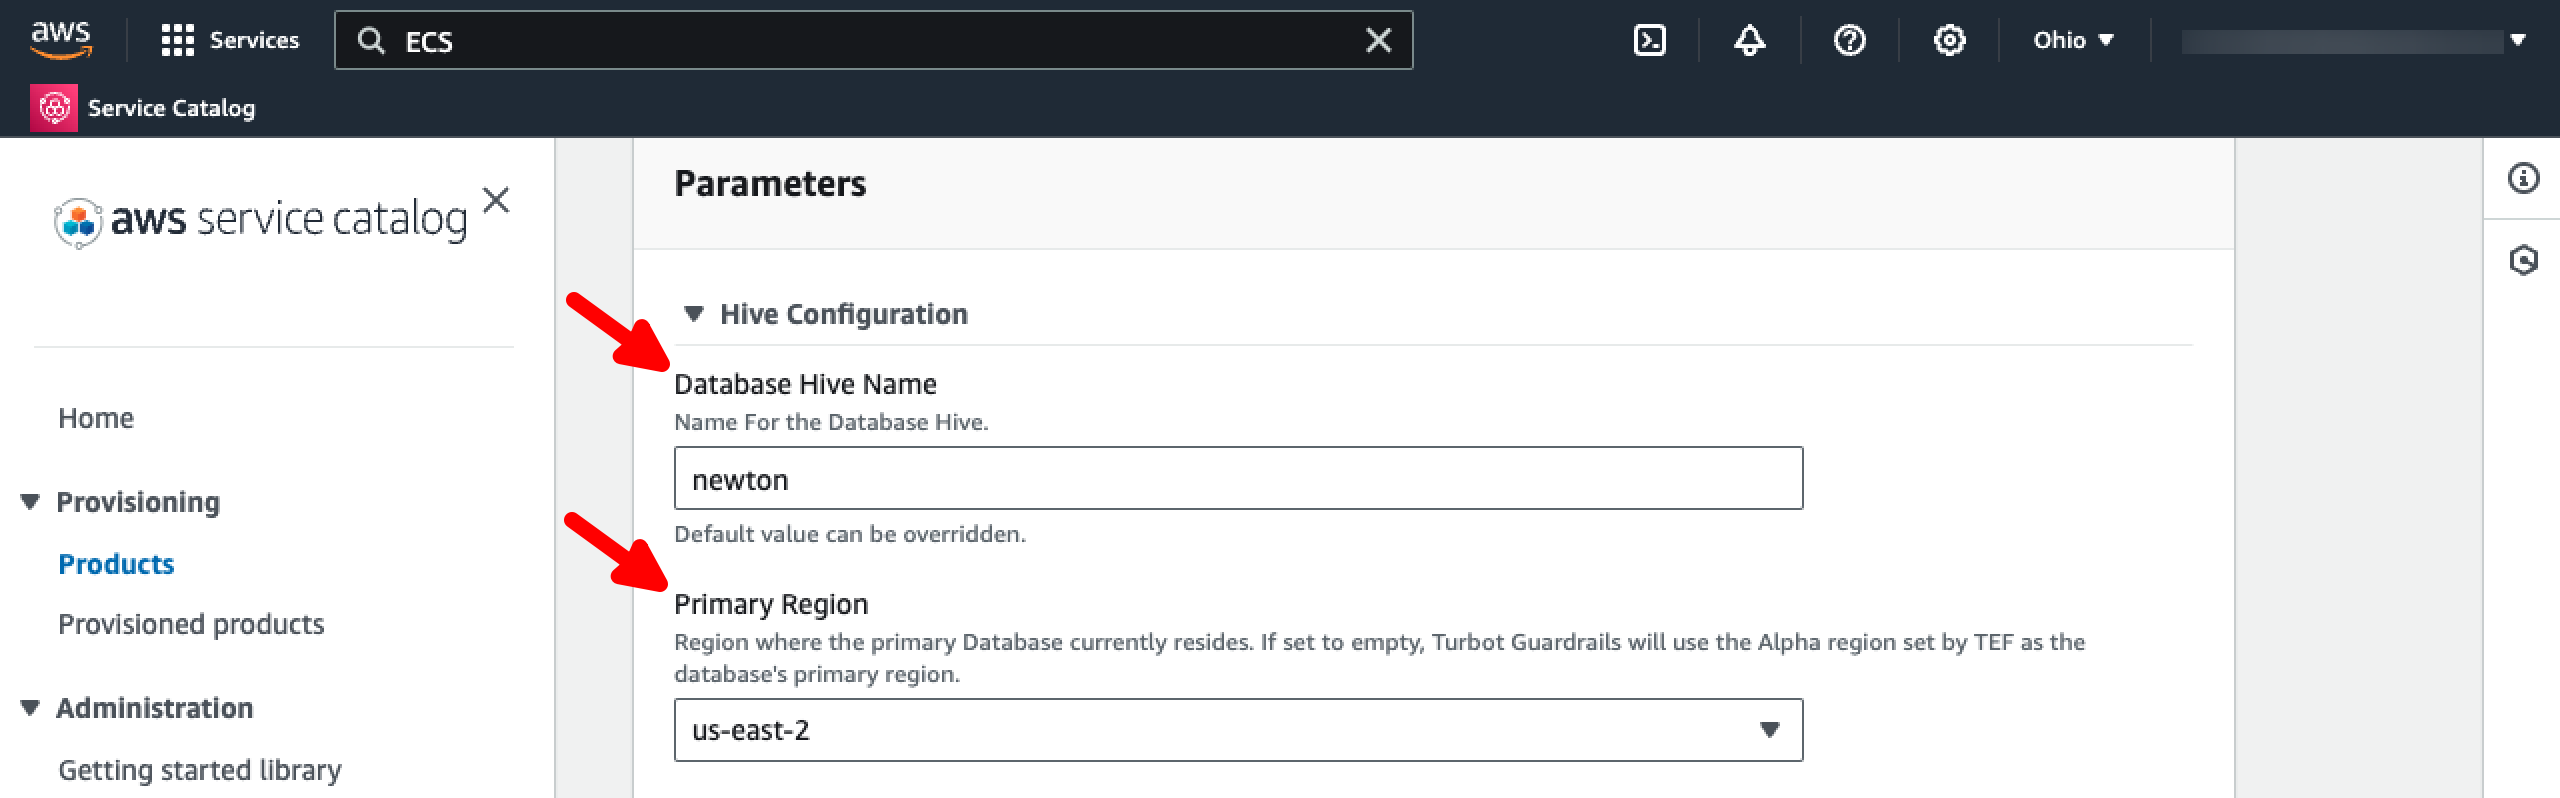 aws
Services
ECS
Ohio
Service Catalog
aws service catalog
Home
Provisioning
Products
Provisioned products
Administration
Getting started library
Parameters
Hive Configuration
Database Hive Name
Name For the Database Hive.
newton
Default value can be overridden.
Primary Region
Region where the primary Database currently resides. If set to empty, Turbot Guardrails will use the Alpha region set by TEF as the
database's primary region.
us-east-2